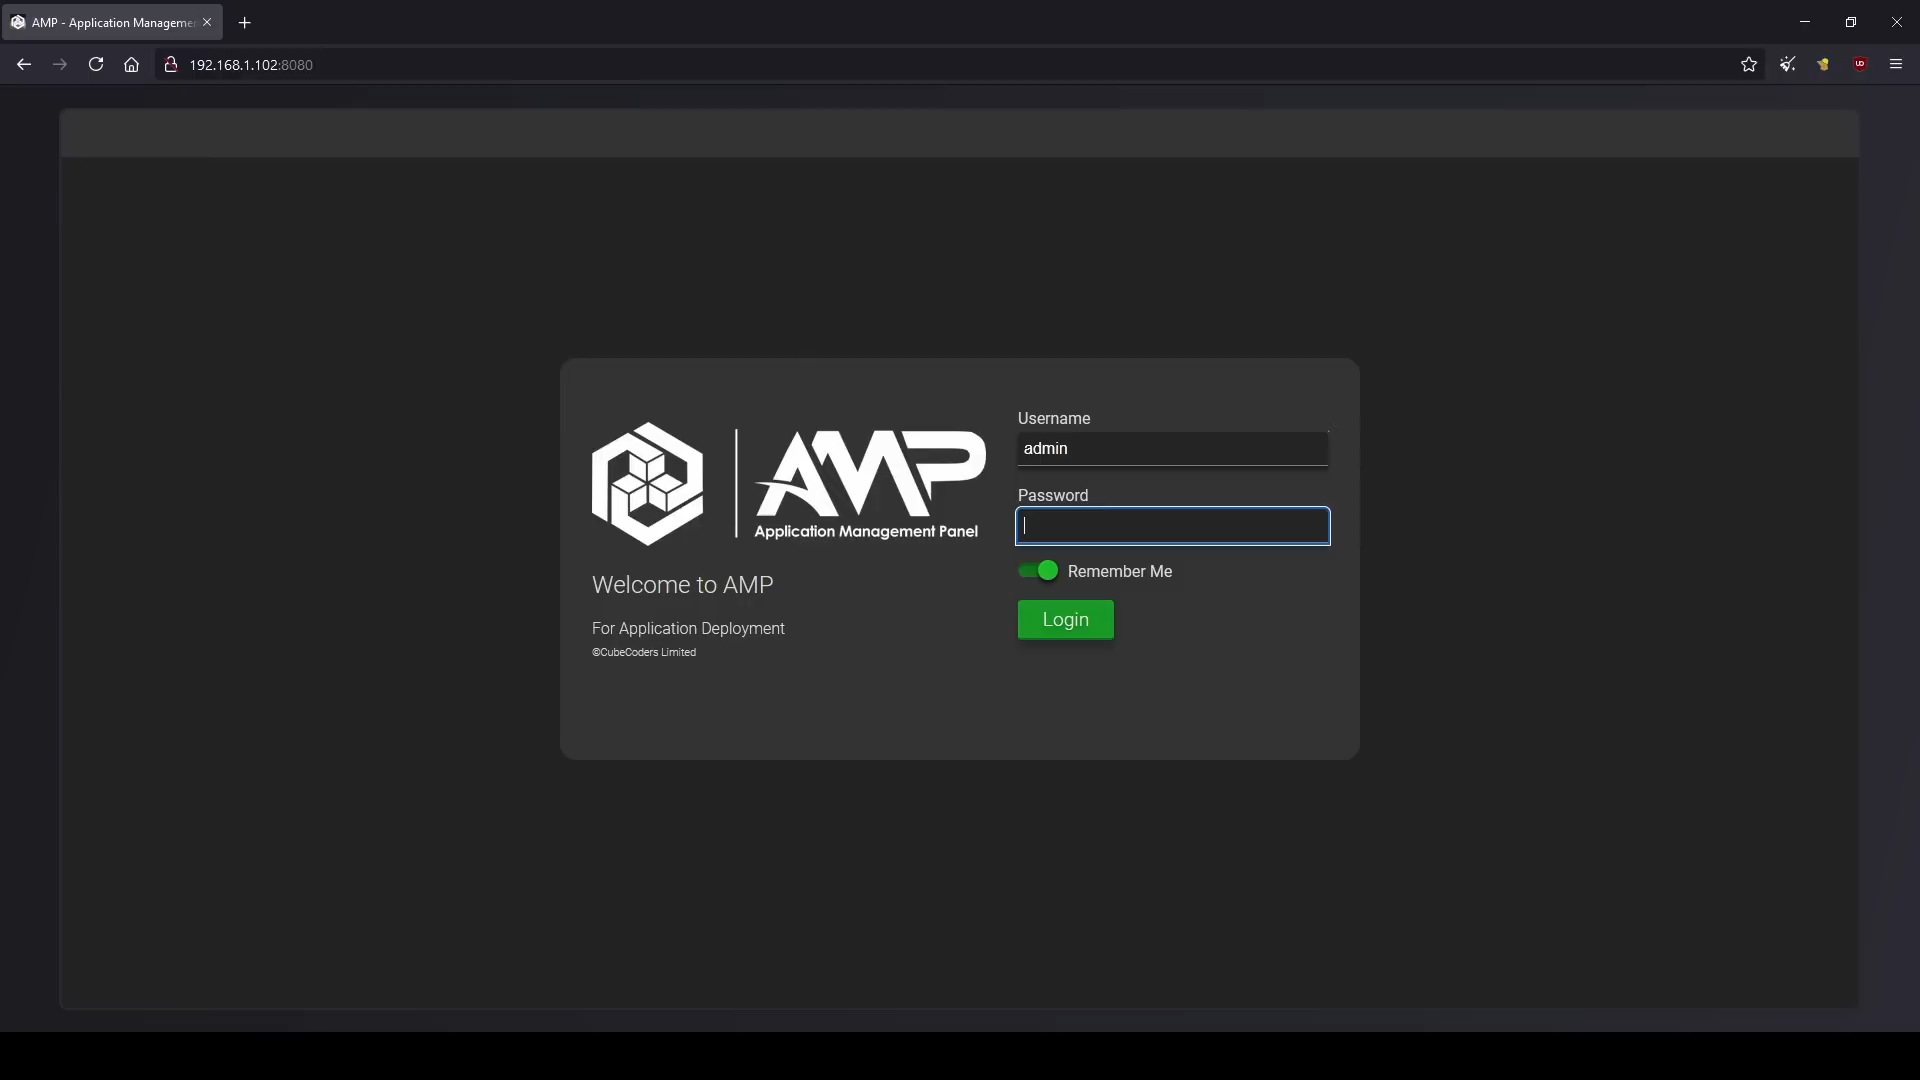 AMP - Application Manageme
192.168.1.102:8080
AMP
Application Management Panel
Welcome to AMP
For Application Deployment
©CubeCoders Limited
Username
admin
Password
Remember Me
Login